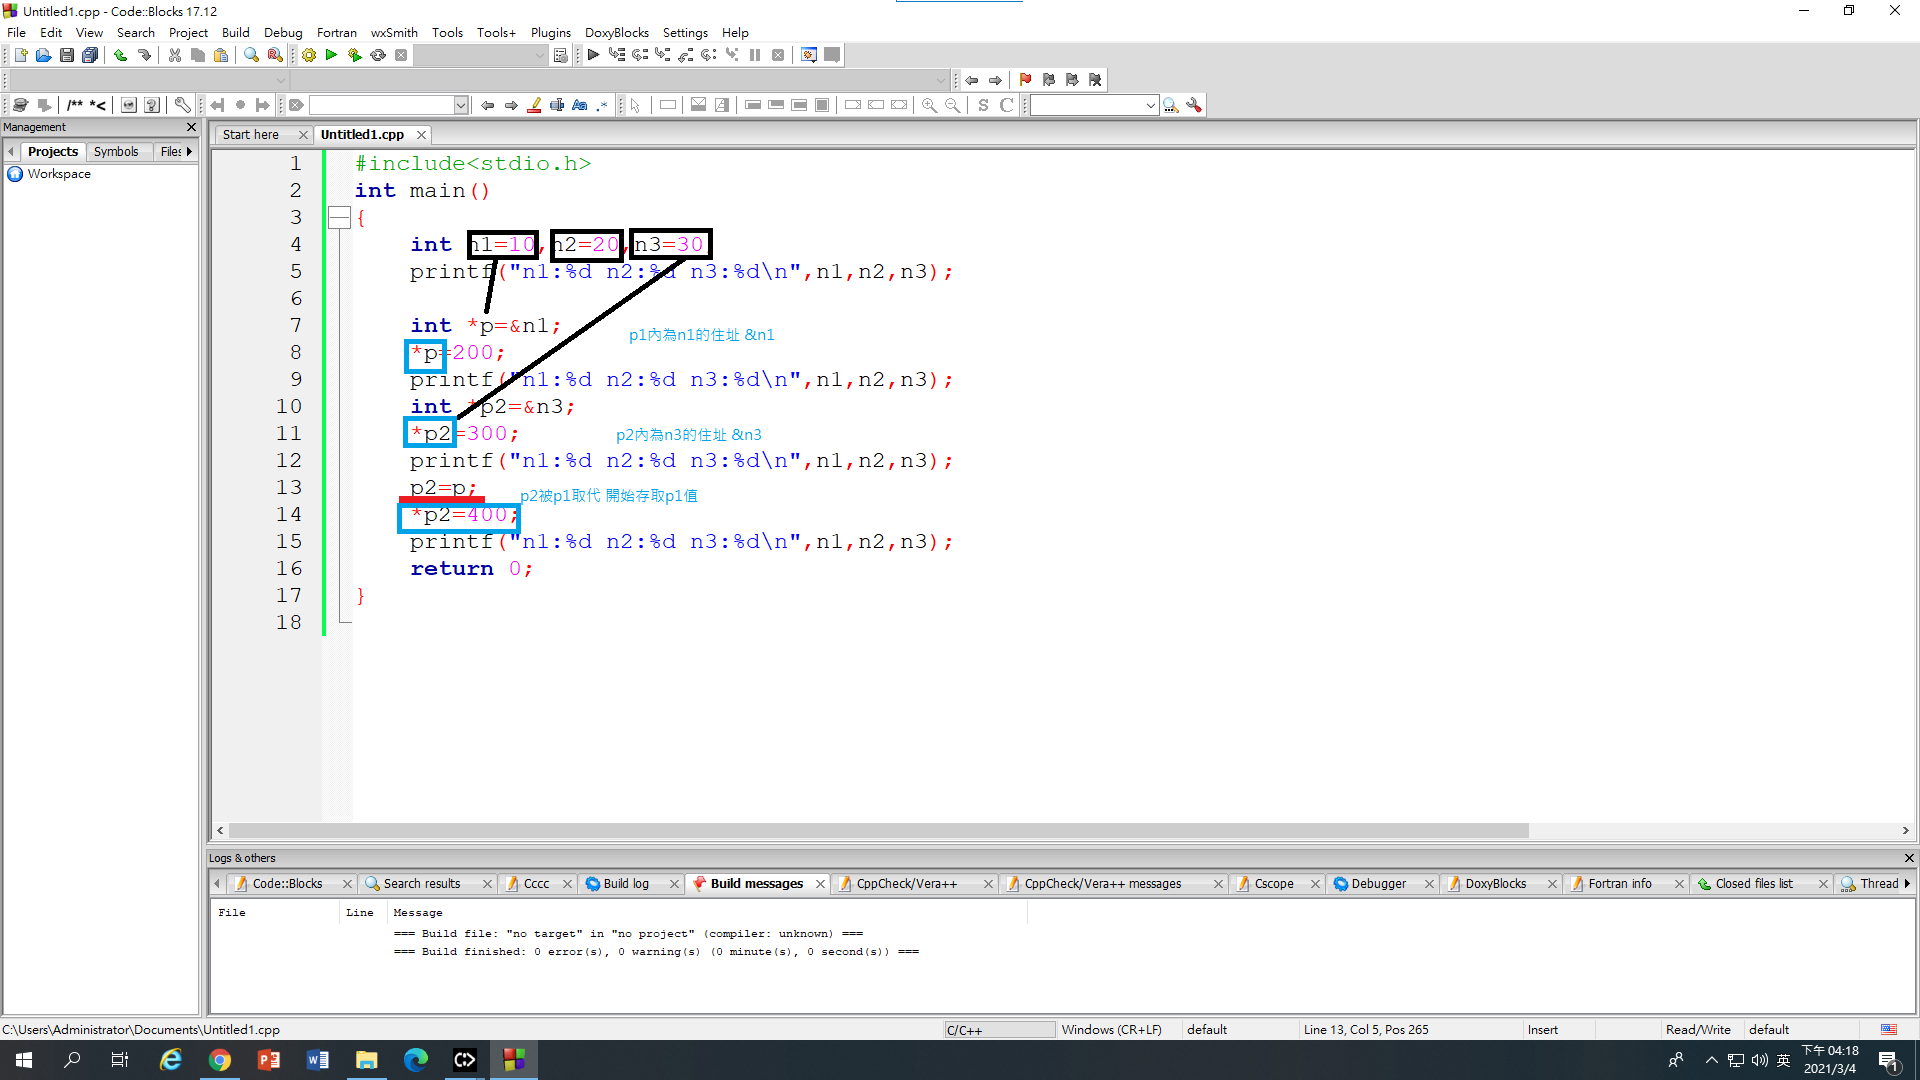 Untitled1.cpp - Code::Blocks 17.12
File Edit View Search Project Build Debug Fortran wxSmith Tools Tools+ Plugins DoxyBlocks Settings Help
/** *<
Aa .*
S C
Management
Start here Untitled1.cpp
Projects Symbols Files
Workspace
1 #include<stdio.h>
2 int main()
3 {
4 int n1=10,n2=20,n3=30
5 printf("n1:%d n2:%d n3:%d\n",n1,n2,n3);
6
7 int *p=&n1;
p1內為n1的住址 &n1
8 *p=200;
9 printf("n1:%d n2:%d n3:%d\n",n1,n2,n3);
10 int *p2=&n3;
11 *p2=300;
p2內為n3的住址 &n3
12 printf("n1:%d n2:%d n3:%d\n",n1,n2,n3);
13 p2=p;
p2被p1取代 開始存取p1值
14 *p2=400;
15 printf("n1:%d n2:%d n3:%d\n",n1,n2,n3);
16 return 0;
17 }
18
Logs & others
Code::Blocks Search results Cccc Build log Build messages CppCheck/Vera++ CppCheck/Vera++ messages Cscope Debugger DoxyBlocks Fortran info Closed files list Thread
File Line Message
=== Build file: "no target" in "no project" (compiler: unknown) ===
=== Build finished: 0 error(s), 0 warning(s) (0 minute(s), 0 second(s)) ===
C:\Users\Administrator\Documents\Untitled1.cpp C/C++ Windows (CR+LF) default Line 13, Col 5, Pos 265 Insert Read/Write default
英
下午 04:18
2021/3/4
1